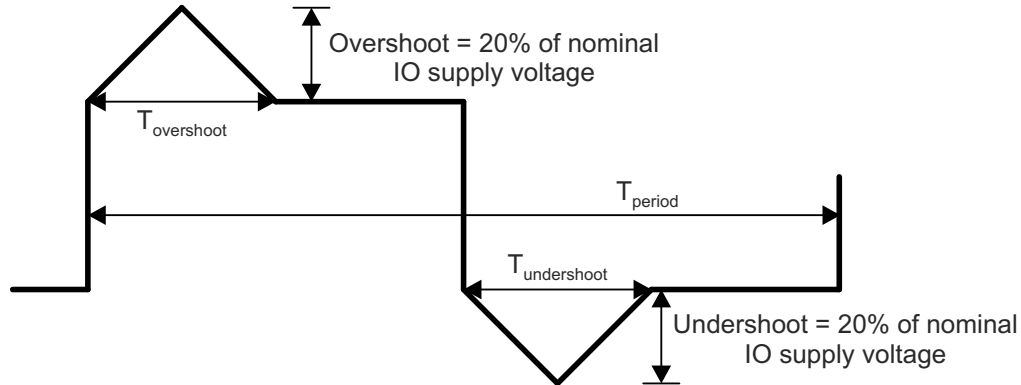 Overshoot = 20% of nominal
IO supply voltage
Tovershoot
Tperiod
Tundershoot
Undershoot = 20% of nominal
IO supply voltage